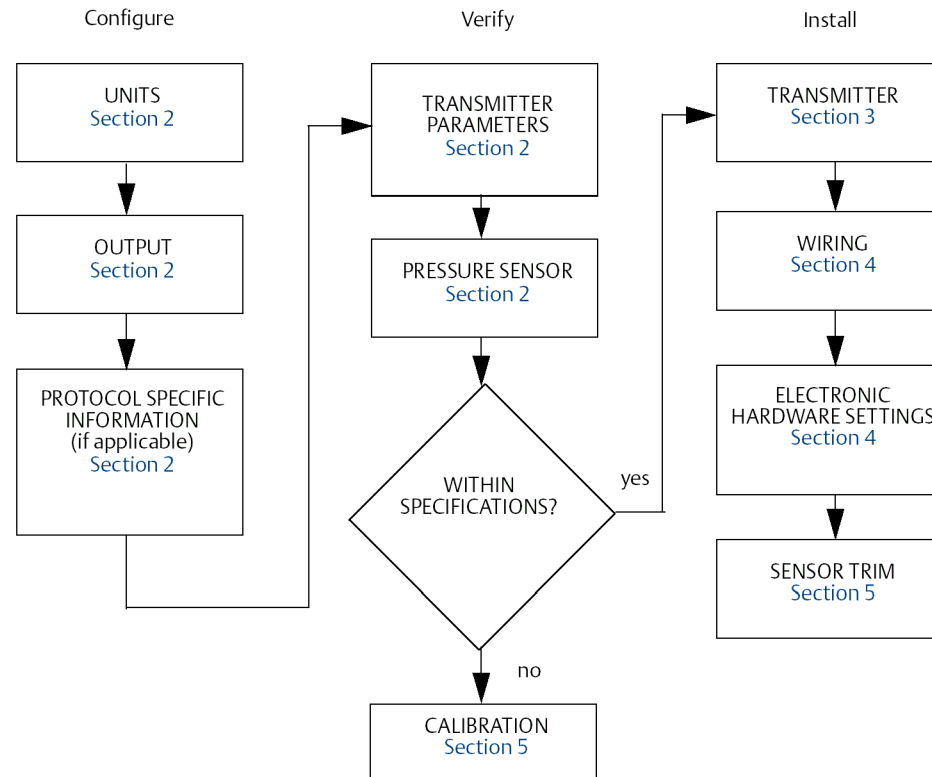 Configure
UNITS
Section 2
OUTPUT
Section 2
PROTOCOL SPECIFIC
INFORMATION
(if applicable)
Section 2
Verify
TRANSMITTER
PARAMETERS
Section 2
PRESSURE SENSOR
Section 2
WITHIN
SPECIFICATIONS?
yes
no
CALIBRATION
Section 5
Install
TRANSMITTER
Section 3
WIRING
Section 4
ELECTRONIC
HARDWARE SETTINGS
Section 4
SENSOR TRIM
Section 5